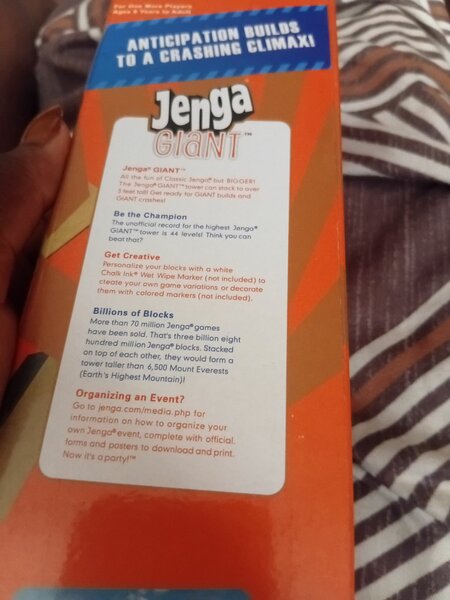 For One More Players
Ages 8 Years to Adult
ANTICIPATION BUILDS
TO A CRASHING CLIMAX!
Jenga
GIANT™
Jenga® GIANT™
All the fun of Classic Jenga® but BIGGER!
The Jenga® GIANT™ tower can stack to over
5 feet tall! Get ready for GIANT builds and
GIANT crashes!
Be the Champion
The unofficial record for the highest Jenga®
GIANT™ tower is 44 levels! Think you can
beat that?
Get Creative
Personalize your blocks with a white
Chalk Ink® Wet Wipe Marker (not included) to
create your own game variations or decorate
them with colored markers (not included).
Billions of Blocks
More than 70 million Jenga® games
have been sold. That's three billion eight
hundred million Jenga® blocks. Stacked
on top of each other, they would form a
tower taller than 6,500 Mount Everests
(Earth's Highest Mountain)!
Organizing an Event?
Go to jenga.com/media.php for
information on how to organize your
own Jenga® event, complete with official
forms and posters to download and print.
Now it's a party!™